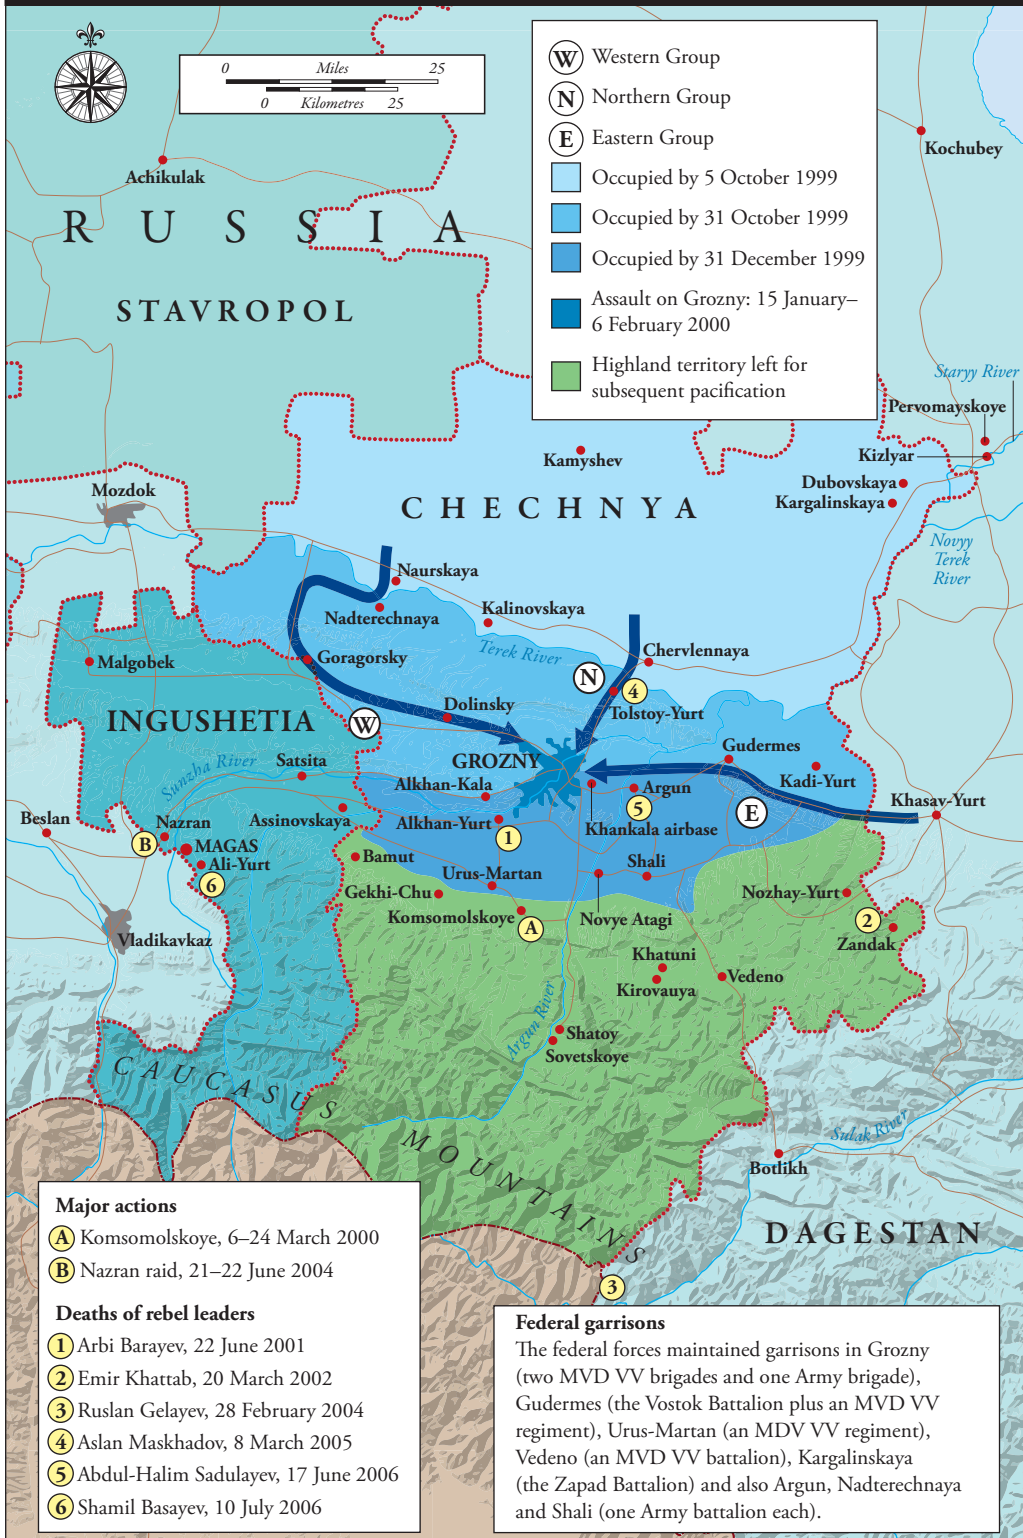 0 Miles 25
0 Kilometres 25
W Western Group
N Northern Group
E Eastern Group
Occupied by 5 October 1999
Occupied by 31 October 1999
Occupied by 31 December 1999
Assault on Grozny: 15 January–
6 February 2000
Highland territory left for
subsequent pacification
Kochubey
Achikulak
RUSSIA
STAVROPOL
Staryy River
Pervomayskoye
Kizlyar
Kamyshev
Dubovskaya
Kargalinskaya
Mozdok
CHECHNYA
Novyy
Terek
River
Naurskaya
Nadterechnaya
Kalinovskaya
Terek River
Chervlennaya
Goragorsky
Malgobek
N
4
Tolstoy-Yurt
Dolinsky
INGUSHETIA
W
Gudermes
GROZNY
Sunzha River
Satsita
Kadi-Yurt
Alkhan-Kala
Argun
Khasav-Yurt
5
E
Beslan
Nazran
Assinovskaya
Alkhan-Yurt
1
Khankala airbase
B
MAGAS
Ali-Yurt
6
Bamut
Shali
Urus-Martan
Gekhi-Chu
Nozhay-Yurt
Komsomolskoye
A
Novye Atagi
2
Zandak
Vladikavkaz
Khatuni
Kirovauya
Vedeno
Argun River
Shatoy
Sovetskoye
CAUCASUS MOUNTAINS
Sulak River
Botlikh
DAGESTAN
3
Major actions
A Komsomolskoye, 6–24 March 2000
B Nazran raid, 21–22 June 2004
Deaths of rebel leaders
1 Arbi Barayev, 22 June 2001
2 Emir Khattab, 20 March 2002
3 Ruslan Gelayev, 28 February 2004
4 Aslan Maskhadov, 8 March 2005
5 Abdul-Halim Sadulayev, 17 June 2006
6 Shamil Basayev, 10 July 2006
Federal garrisons
The federal forces maintained garrisons in Grozny
(two MVD VV brigades and one Army brigade),
Gudermes (the Vostok Battalion plus an MVD VV
regiment), Urus-Martan (an MDV VV regiment),
Vedeno (an MVD VV battalion), Kargalinskaya
(the Zapad Battalion) and also Argun, Nadterechnaya
and Shali (one Army battalion each).